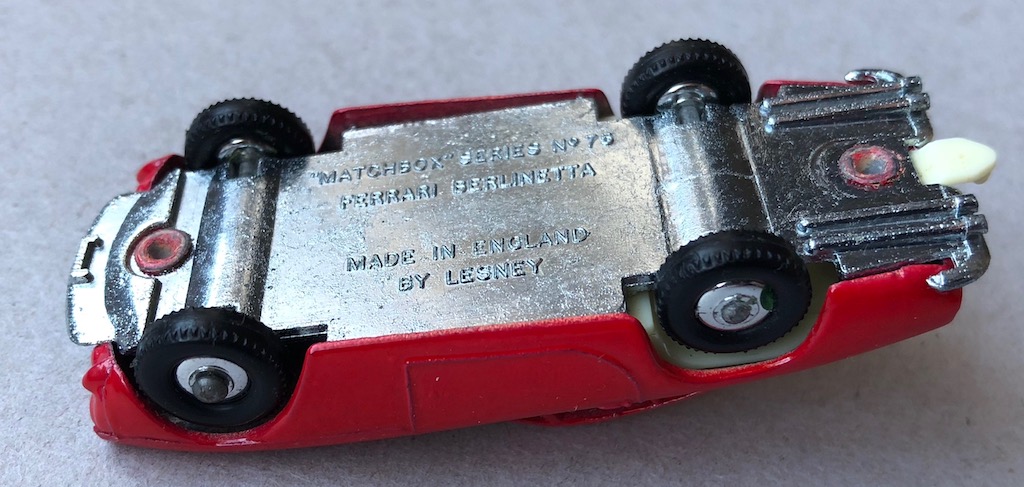 "MATCHBOX" SERIES Nº 75
FERRARI BERLINETTA
MADE IN ENGLAND
BY LESNEY